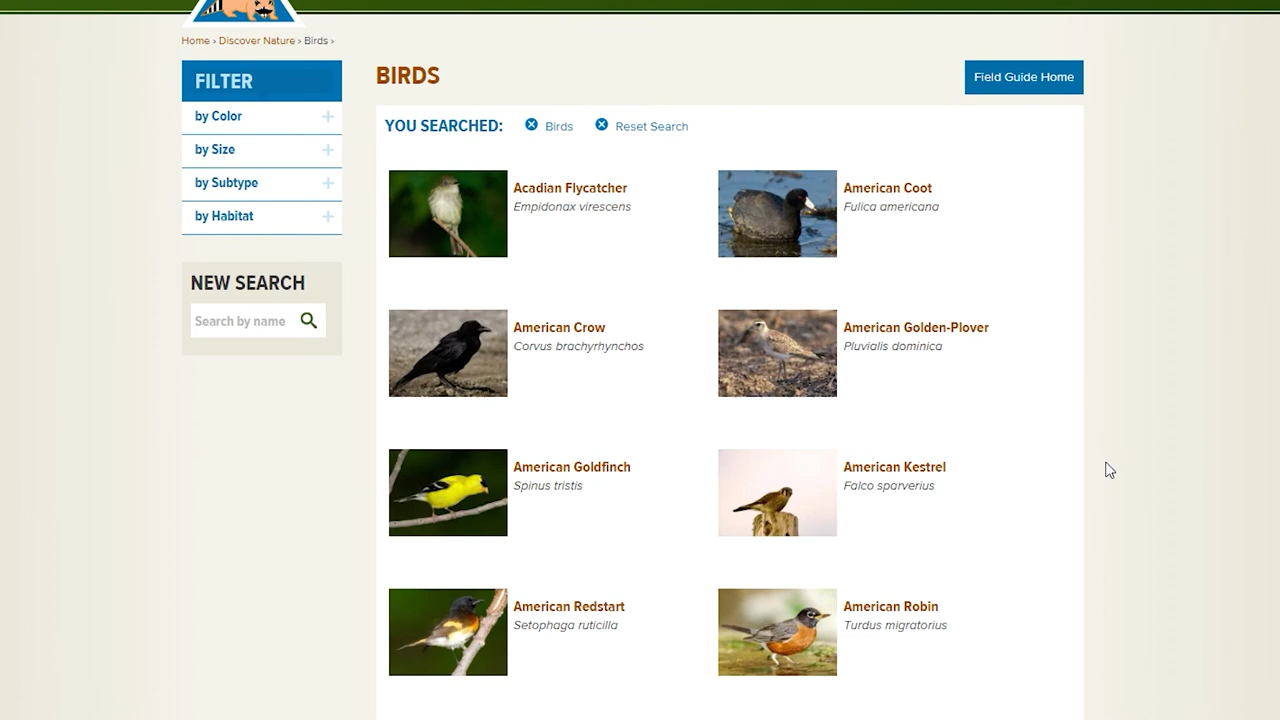 Home › Discover Nature › Birds ›
FILTER
by Color
by Size
by Subtype
by Habitat
NEW SEARCH
Search by name
BIRDS
Field Guide Home
YOU SEARCHED: Birds Reset Search
Acadian Flycatcher
Empidonax virescens
American Coot
Fulica americana
American Crow
Corvus brachyrhynchos
American Golden-Plover
Pluvialis dominica
American Goldfinch
Spinus tristis
American Kestrel
Falco sparverius
American Redstart
Setophaga ruticilla
American Robin
Turdus migratorius